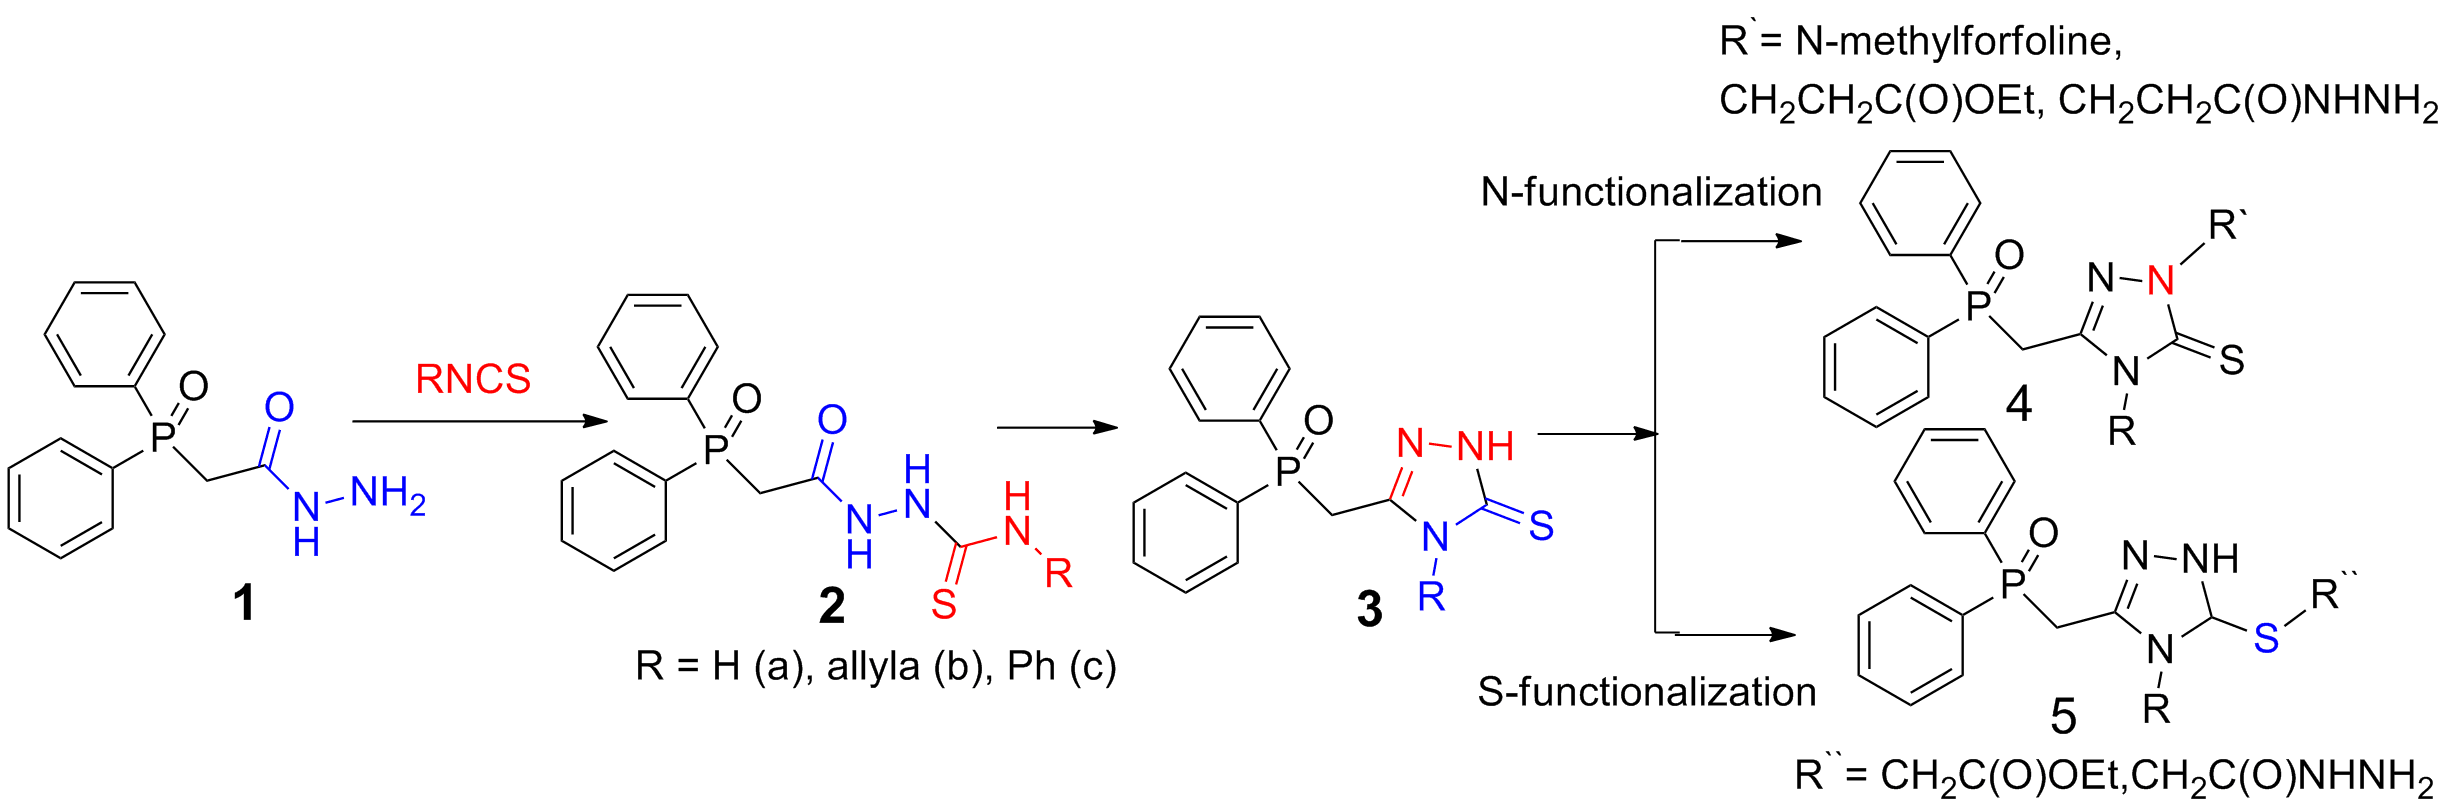 R`= N-methylforfoline,
CH2CH2C(O)OEt, CH2CH2C(O)NHNH2
N-functionalization
R`
O
N
N
P
N
S
R
4
O
P
O
N
H
NH2
1
RNCS
O
P
O
N
H
H
N
H
N
S
R
2
R = H (a), allyla (b), Ph (c)
O
P
N
NH
N
S
R
3
O
P
N
NH
N
S
R``
R
5
S-functionalization
R``= CH2C(O)OEt,CH2C(O)NHNH2